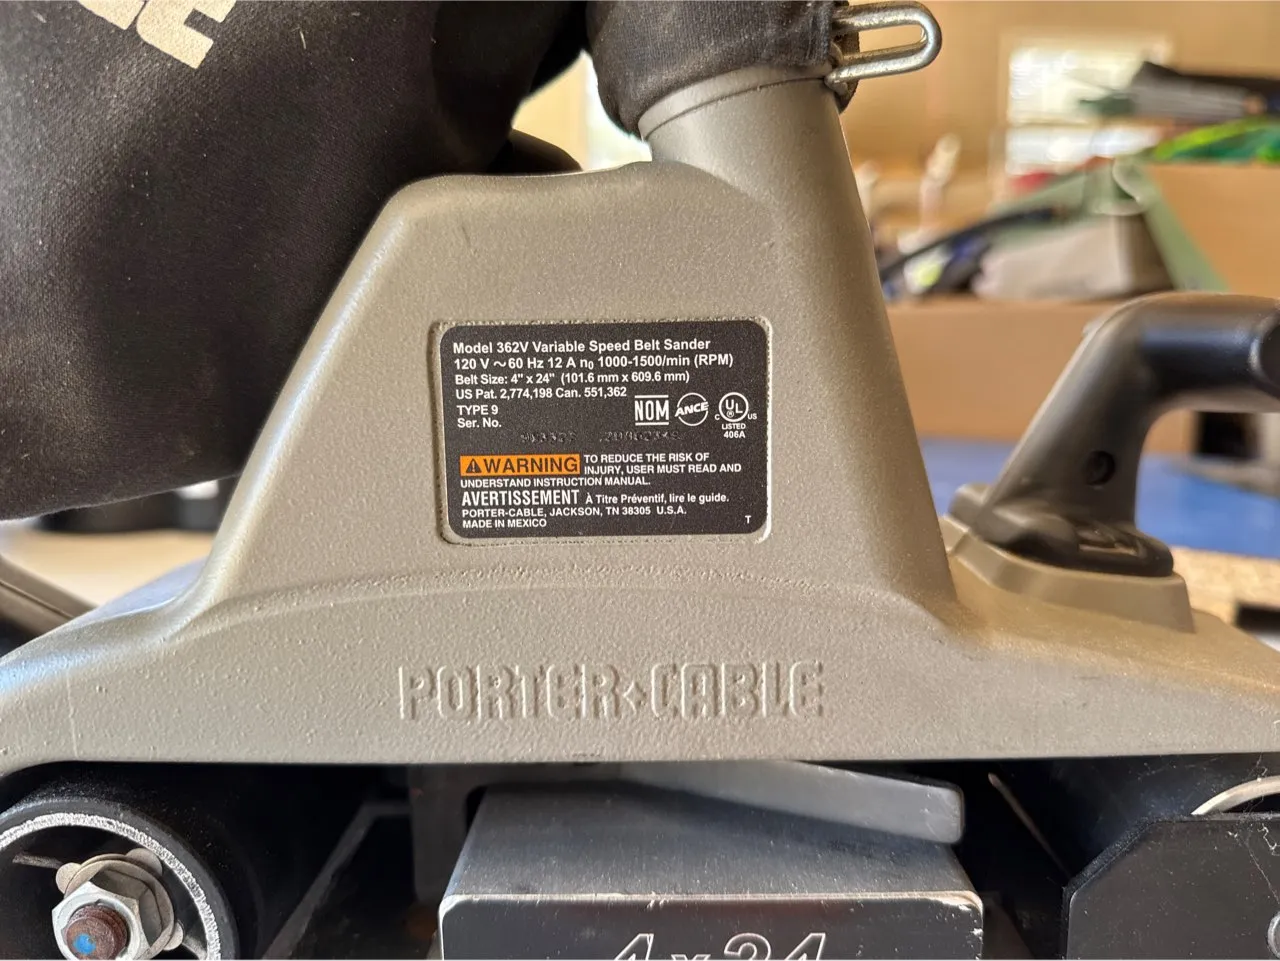 Model 362V Variable Speed Belt Sander
120 V ~ 60 Hz 12 A n₀ 1000-1500/min (RPM)
Belt Size: 4" x 24" (101.6 mm x 609.6 mm)
US Pat. 2,774,198 Can. 551,362
TYPE 9
Ser. No.
NOM ANCE C UL US
LISTED
406A
⚠WARNING TO REDUCE THE RISK OF
INJURY, USER MUST READ AND
UNDERSTAND INSTRUCTION MANUAL.
AVERTISSEMENT À Titre Préventif, lire le guide.
PORTER-CABLE, JACKSON, TN 38305 U.S.A.
MADE IN MEXICO T
PORTER+CABLE
4x24